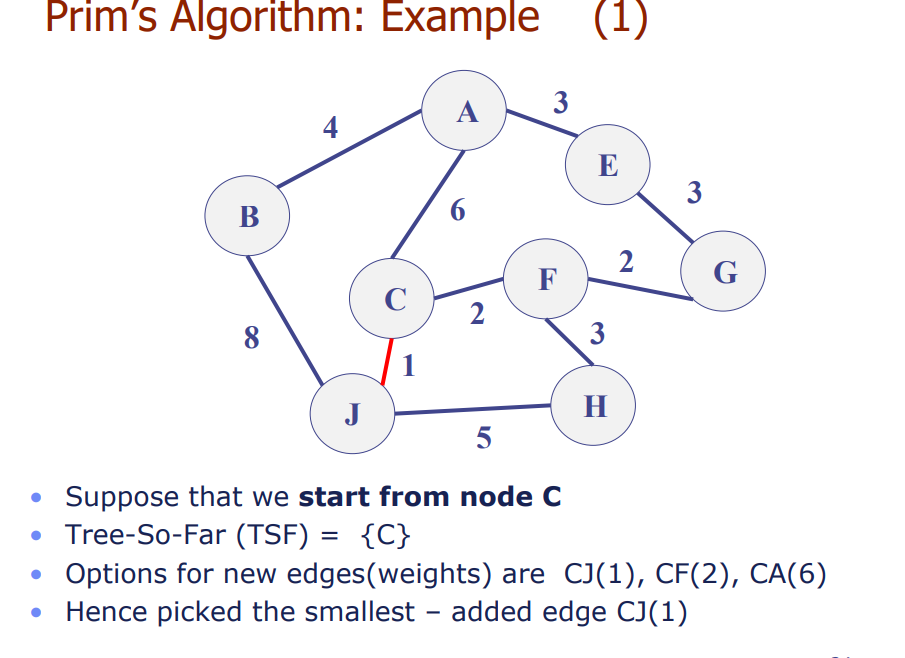 Prim's Algorithm: Example (1)
A
3
4
E
3
B
6
F
2
G
C
2
8
3
1
J
H
5
• Suppose that we start from node C
• Tree-So-Far (TSF) = {C}
• Options for new edges(weights) are CJ(1), CF(2), CA(6)
• Hence picked the smallest – added edge CJ(1)